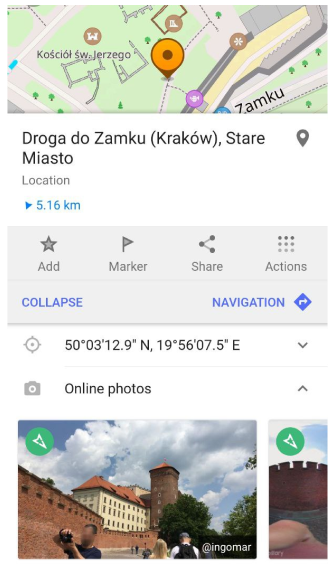 Kościół św. Jerzego
Zamku
Droga do Zamku (Kraków), Stare
Miasto
Location
5.16 km
Add
Marker
Share
Actions
COLLAPSE
NAVIGATION
50°03'12.9" N, 19°56'07.5" E
Online photos
@ingomar